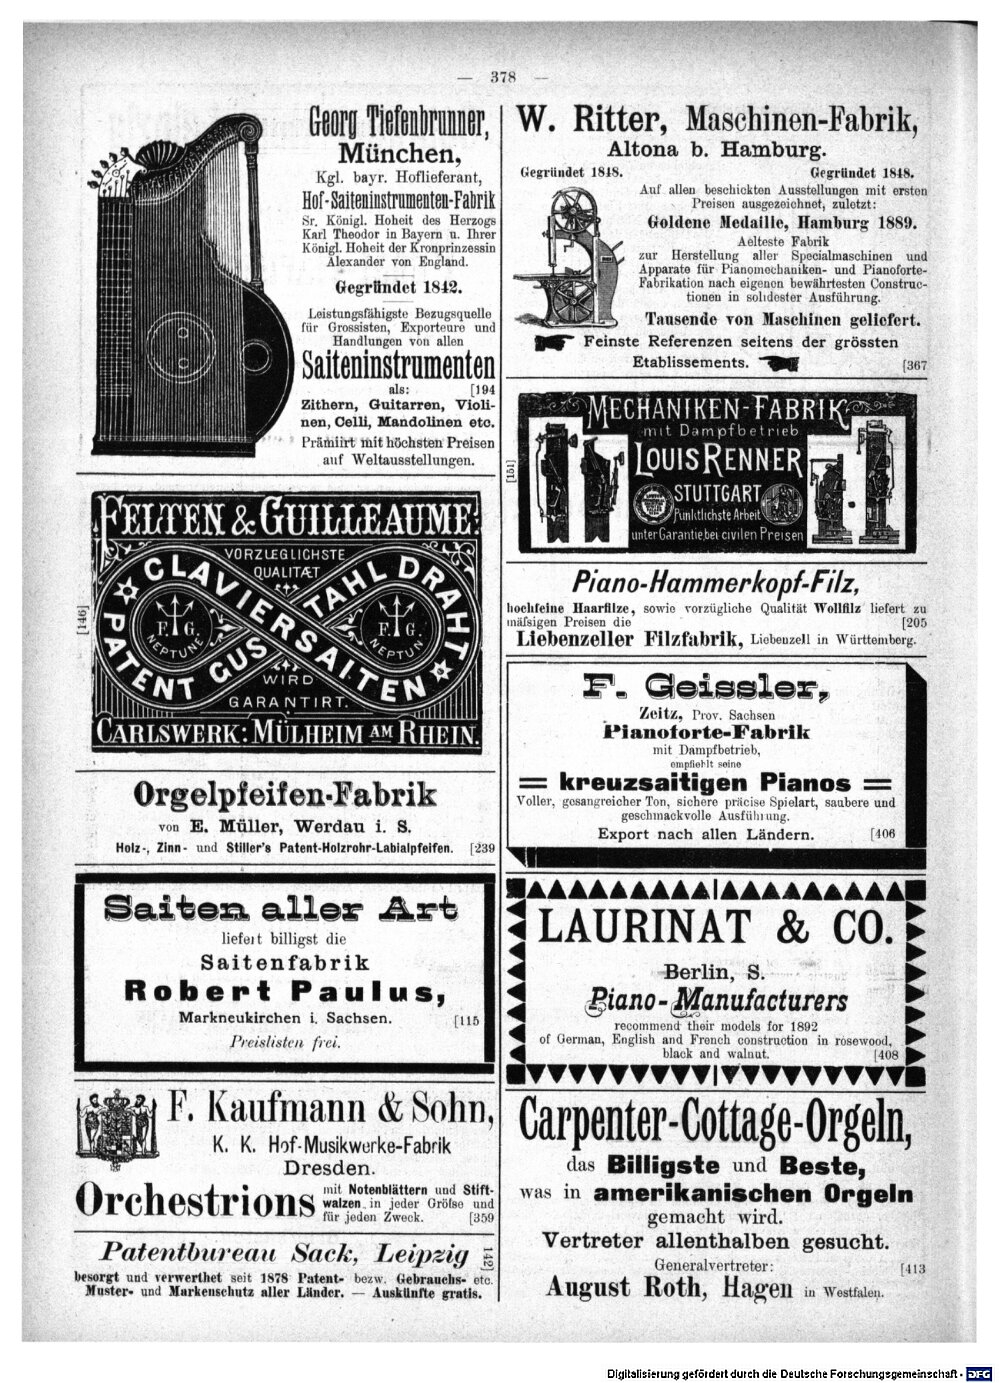 — 378 —
Georg Tiefenbrunner,
München,
Kgl. bayr. Hoflieferant,
Hof-Saiteninstrumenten-Fabrik
Sr. Königl. Hoheit des Herzogs
Karl Theodor in Bayern u. Ihrer
Königl. Hoheit der Kronprinzessin
Alexander von England.
Gegründet 1842.
Leistungsfähigste Bezugsquelle
für Grossisten, Exporteure und
Handlungen von allen
Saiteninstrumenten
als: [194
Zithern, Guitarren, Violi-
nen, Celli, Mandolinen etc.
Prämiirt mit höchsten Preisen
auf Weltausstellungen.
[146]
FELTEN & GUILLEAUME
VORZUEGLICHSTE
QUALITÆT
PATENT GUSSTAHL DRAHT
CLAVIERSAITEN
F. G.
NEPTUNE
F. G.
NEPTUN
WIRD
GARANTIRT.
CARLSWERK: MÜLHEIM AM RHEIN.
Orgelpfeifen-Fabrik
von E. Müller, Werdau i. S.
Holz-, Zinn- und Stiller's Patent-Holzrohr-Labialpfeifen. [239
Saiten aller Art
liefert billigst die
Saitenfabrik
Robert Paulus,
Markneukirchen i. Sachsen. [115
Preislisten frei.
F. Kaufmann & Sohn,
K. K. Hof-Musikwerke-Fabrik
Dresden.
Orchestrions
mit Notenblättern und Stift-
walzen in jeder Größe und
für jeden Zweck. [359
Patentbureau Sack, Leipzig
[142]
besorgt und verwerthet seit 1878 Patent- bezw. Gebrauchs- etc.
Muster- und Markenschutz aller Länder. — Auskünfte gratis.
W. Ritter, Maschinen-Fabrik,
Altona b. Hamburg.
Gegründet 1848. Gegründet 1848.
Auf allen beschickten Ausstellungen mit ersten
Preisen ausgezeichnet, zuletzt:
Goldene Medaille, Hamburg 1889.
Aelteste Fabrik
zur Herstellung aller Specialmaschinen und
Apparate für Pianomechaniken- und Pianoforte-
Fabrikation nach eigenen bewährtesten Construc-
tionen in solidester Ausführung.
Tausende von Maschinen geliefert.
Feinste Referenzen seitens der grössten
Etablissements. [367
[151]
MECHANIKEN-FABRIK
mit Dampfbetrieb
LOUIS RENNER
STUTTGART
Pünktlichste Arbeit
unter Garantie, bei civilen Preisen
Piano-Hammerkopf-Filz,
hochfeine Haarfilze, sowie vorzügliche Qualität Wollfilz liefert zu
mäſsigen Preisen die [205
Liebenzeller Filzfabrik, Liebenzell in Württemberg.
F. Geissler,
Zeitz, Prov. Sachsen
Pianoforte-Fabrik
mit Dampfbetrieb,
empfiehlt seine
= kreuzsaitigen Pianos =
Voller, gesangreicher Ton, sichere präcise Spielart, saubere und
geschmackvolle Ausführung.
Export nach allen Ländern. [406
LAURINAT & CO.
Berlin, S.
Piano-Manufacturers
recommend their models for 1892
of German, English and French construction in rosewood,
black and walnut. [408
Carpenter-Cottage-Orgeln,
das Billigste und Beste,
was in amerikanischen Orgeln
gemacht wird.
Vertreter allenthalben gesucht.
Generalvertreter: [413
August Roth, Hagen in Westfalen.
Digitalisierung gefördert durch die Deutsche Forschungsgemeinschaft - DFG